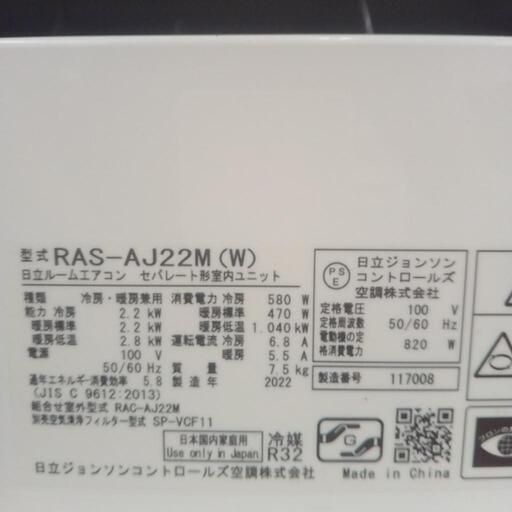 型式 RAS-AJ22M(W)
日立ルームエアコン セパレート形室内ユニット
種類 冷房・暖房兼用 消費電力 冷房 580 W
能力 冷房 2.2 kW 暖房標準 470 W
暖房標準 2.2 kW 暖房低温 1.040 kW
暖房低温 2.8 kW 運転電流 冷房 6.8 A
電源 100 V 暖房 5.5 A
50/60 Hz 質量 7.5 kg
通年エネルギー消費効率 5.8 製造年 2022
(JIS C 9612:2013)
組合せ室外型式 RAC-AJ22M
別売空気清浄フィルター型式 SP-VCF11
日本国内家庭用
Use only in Japan
冷媒
R32
日立ジョンソンコントロールズ空調株式会社
PS
E
日立ジョンソン
コントロールズ
空調株式会社
定格電圧 100 V
定格周波数 50/60 Hz
電動機の定
格消費電力 820 W
製造番号 117008
G
Made in China
フロンの見